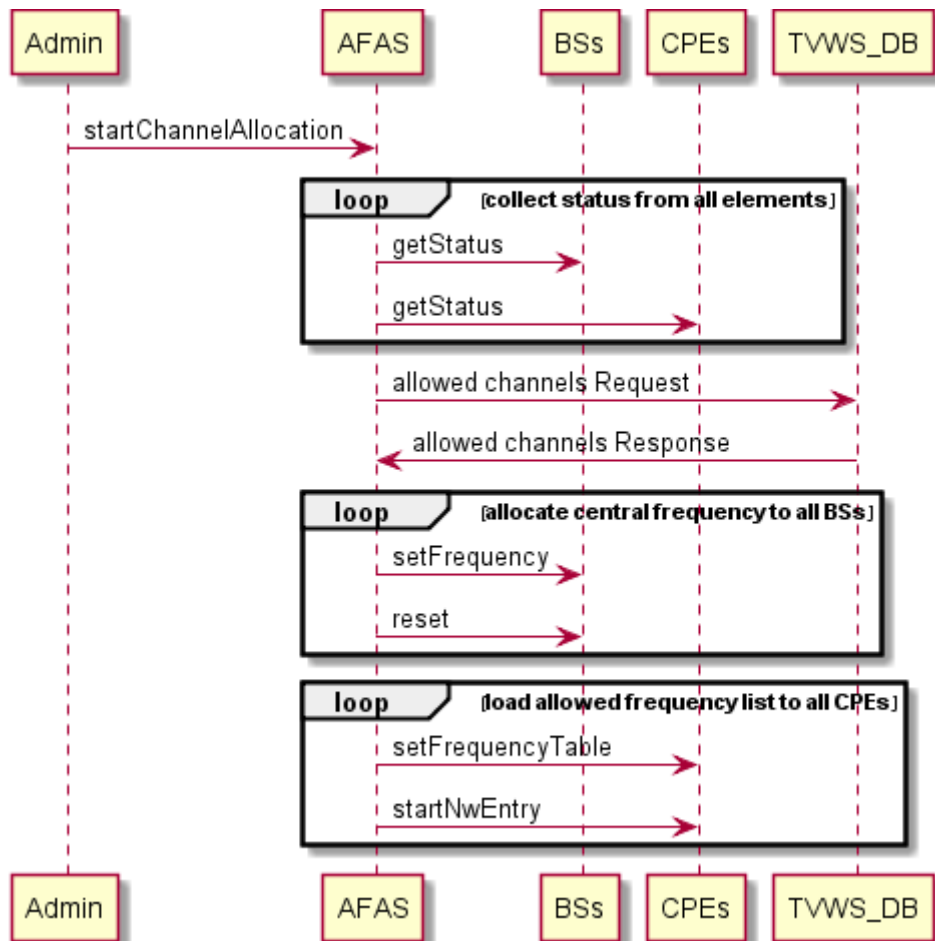 Admin AFAS BSs CPEs TVWS_DB
startChannelAllocation
loop [collect status from all elements]
getStatus
getStatus
allowed channels Request
allowed channels Response
loop [allocate central frequency to all BSs]
setFrequency
reset
loop [load allowed frequency list to all CPEs]
setFrequencyTable
startNwEntry
Admin AFAS BSs CPEs TVWS_DB